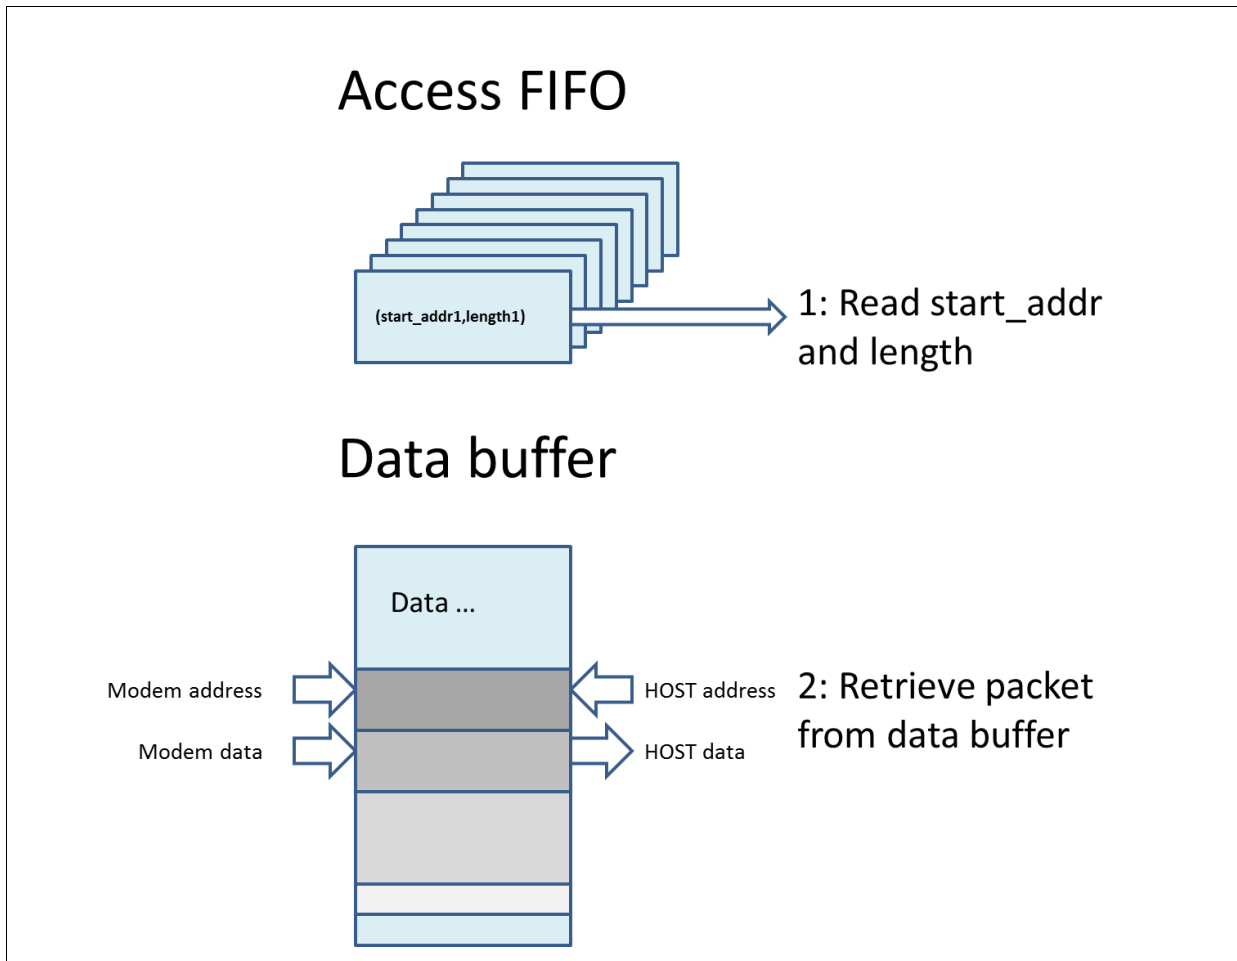 Access FIFO
(start_addr1,length1)
1: Read start_addr
and length
Data buffer
Data ...
Modem address
HOST address
2: Retrieve packet
from data buffer
Modem data
HOST data